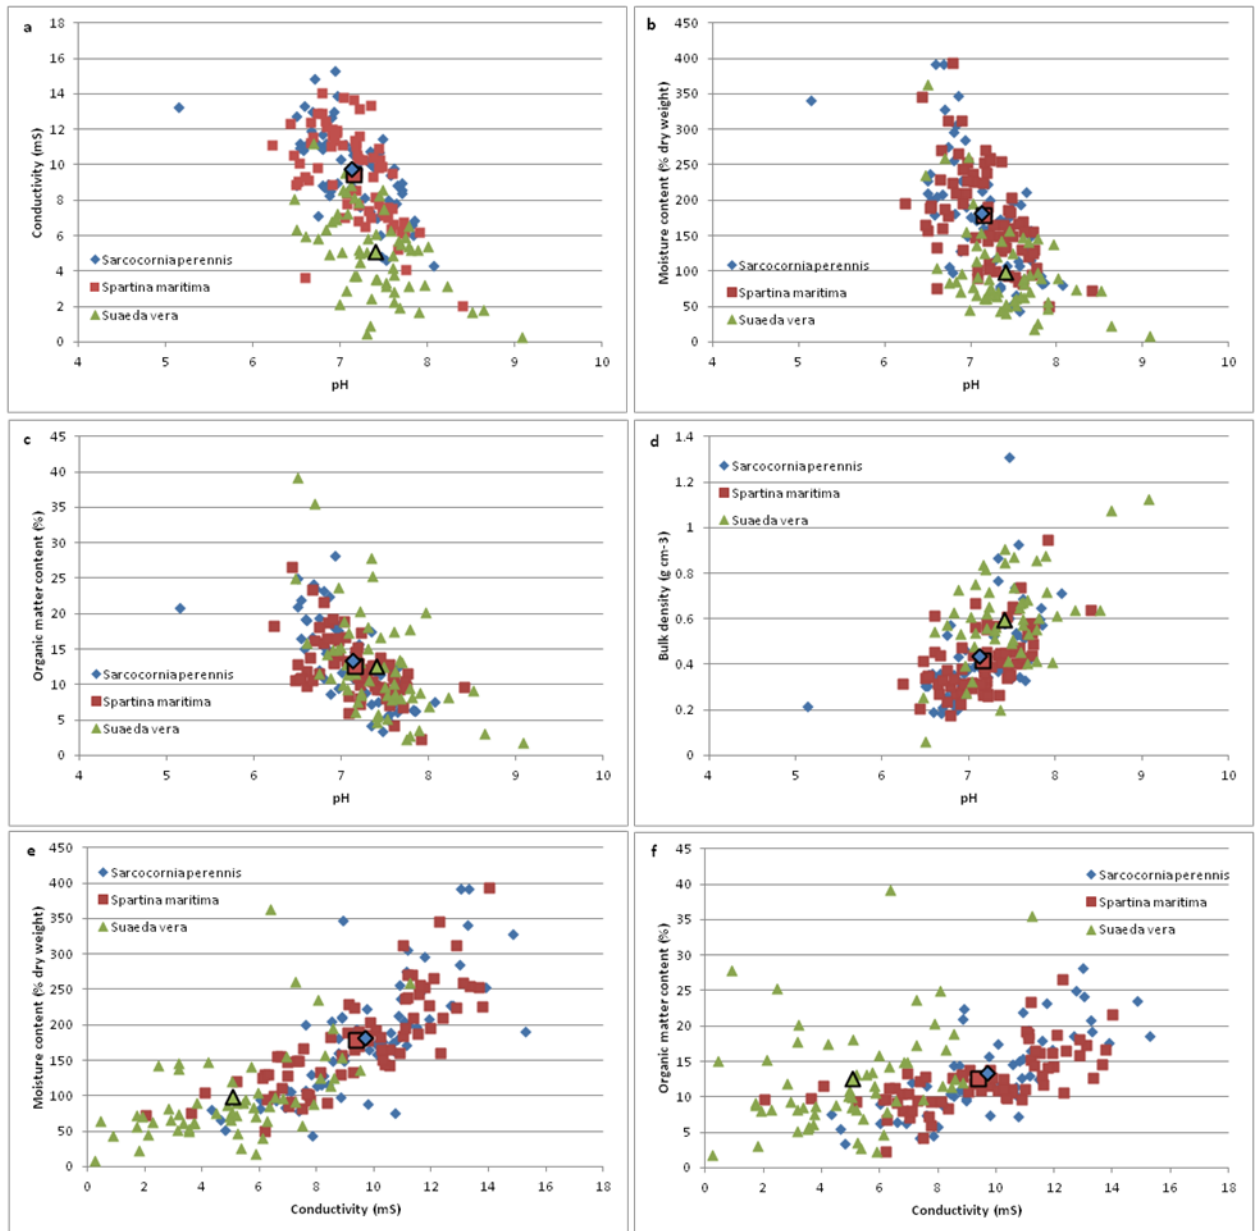 a
18
16
14
12
10
8
6
4
2
0
Conductivity (mS)
Sarcocornia perennis
Spartina maritima
Suaeda vera
4 5 6 7 8 9 10
pH
b
450
400
350
300
250
200
150
100
50
0
Moisture content (% dry weight)
Sarcocornia perennis
Spartina maritima
Suaeda vera
4 5 6 7 8 9 10
pH
c
45
40
35
30
25
20
15
10
5
0
Organic matter content (%)
Sarcocornia perennis
Spartina maritima
Suaeda vera
4 5 6 7 8 9 10
pH
d
1.4
1.2
1
0.8
0.6
0.4
0.2
0
Bulk density (g cm-3)
Sarcocornia perennis
Spartina maritima
Suaeda vera
4 5 6 7 8 9 10
pH
e
450
400
350
300
250
200
150
100
50
0
Moisture content (% dry weight)
Sarcocornia perennis
Spartina maritima
Suaeda vera
0 2 4 6 8 10 12 14 16 18
Conductivity (mS)
f
45
40
35
30
25
20
15
10
5
0
Organic matter content (%)
Sarcocornia perennis
Spartina maritima
Suaeda vera
0 2 4 6 8 10 12 14 16 18
Conductivity (mS)